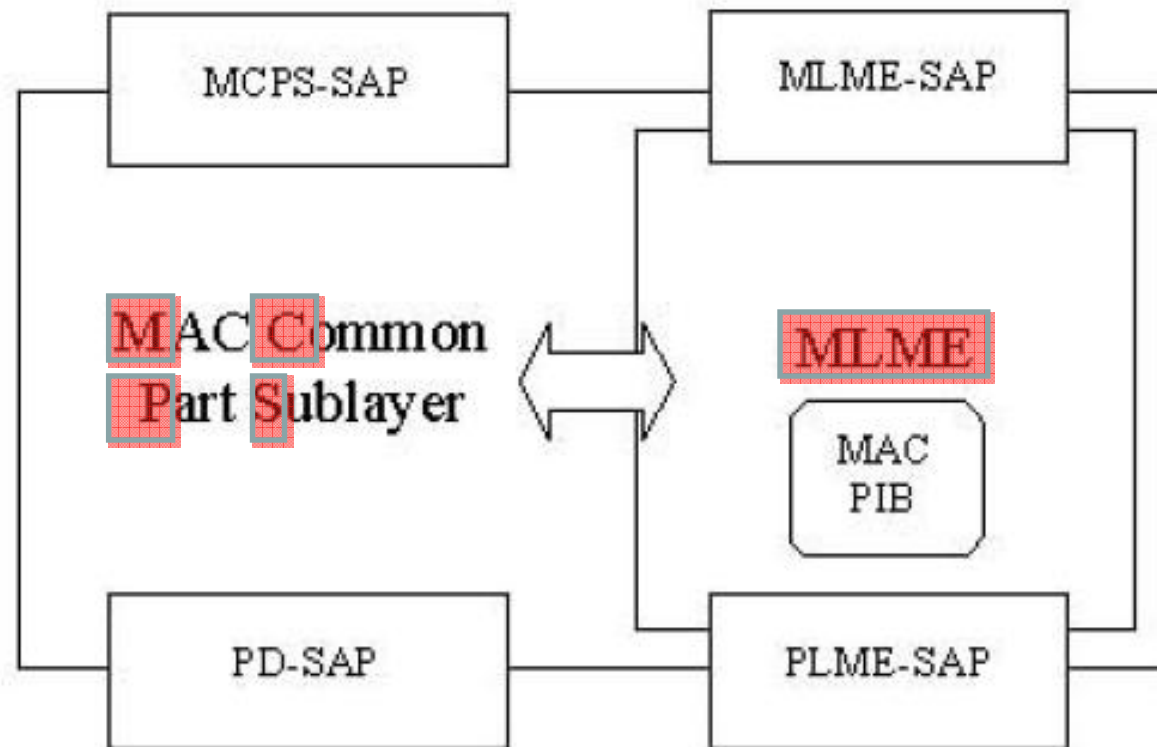 MCPS-SAP
MLME-SAP
MAC Common
Part Sublayer
MLME
MAC
PIB
PD-SAP
PLME-SAP